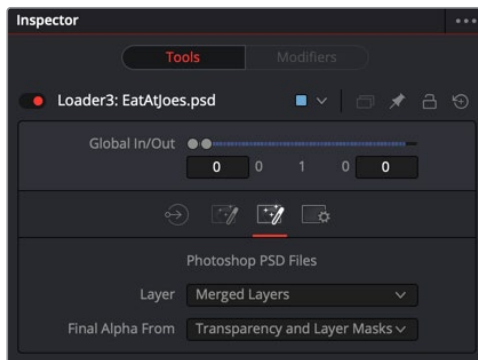 Inspector
Tools Modifiers
Loader3: EatAtJoes.psd
Global In/Out
0 0 1 0 0
Photoshop PSD Files
Layer Merged Layers
Final Alpha From Transparency and Layer Masks